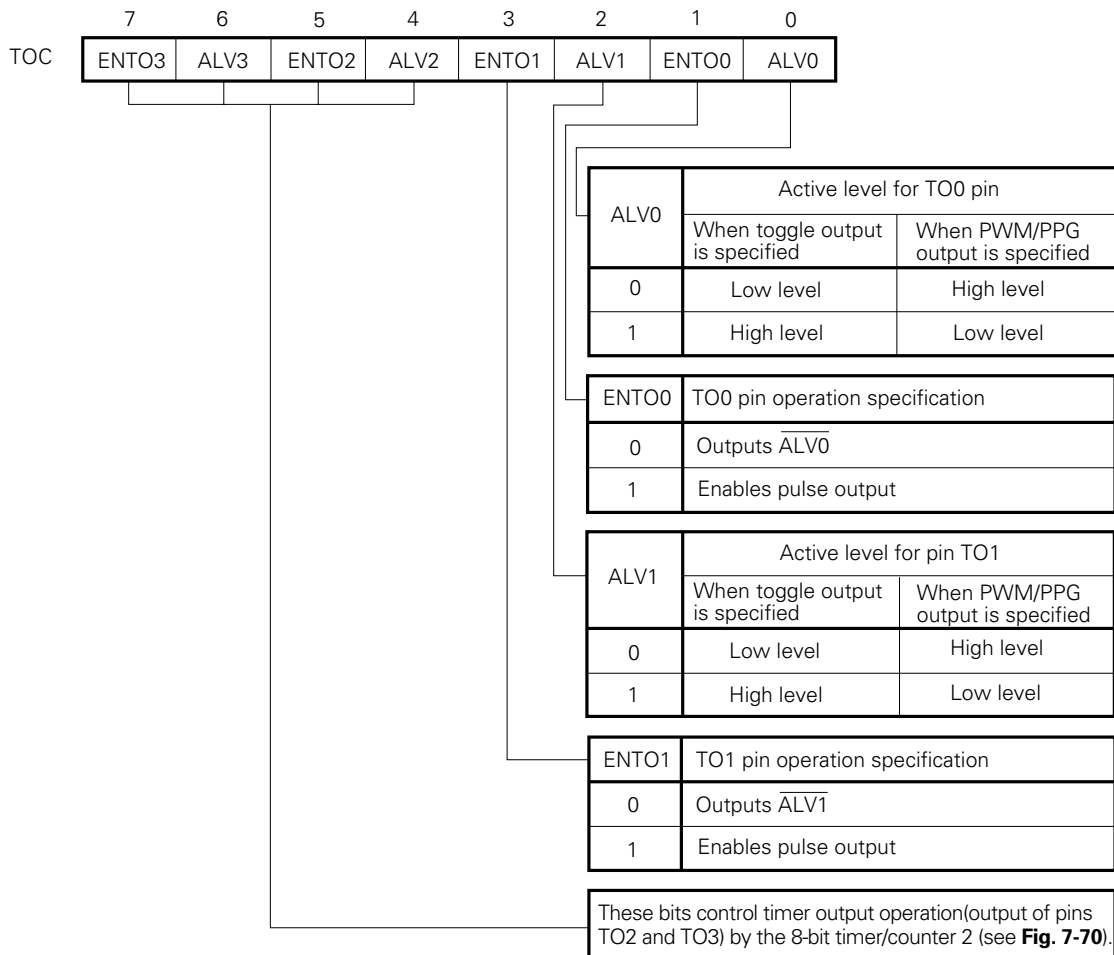 7 6 5 4 3 2 1 0
TOC ENTO3 ALV3 ENTO2 ALV2 ENTO1 ALV1 ENTO0 ALV0
ALV0 Active level for TO0 pin
When toggle output is specified When PWM/PPG output is specified
0 Low level High level
1 High level Low level
ENTO0 TO0 pin operation specification
0 Outputs A̅L̅V̅0̅
1 Enables pulse output
ALV1 Active level for pin TO1
When toggle output is specified When PWM/PPG output is specified
0 Low level High level
1 High level Low level
ENTO1 TO1 pin operation specification
0 Outputs A̅L̅V̅1̅
1 Enables pulse output
These bits control timer output operation(output of pins
TO2 and TO3) by the 8-bit timer/counter 2 (see Fig. 7-70).